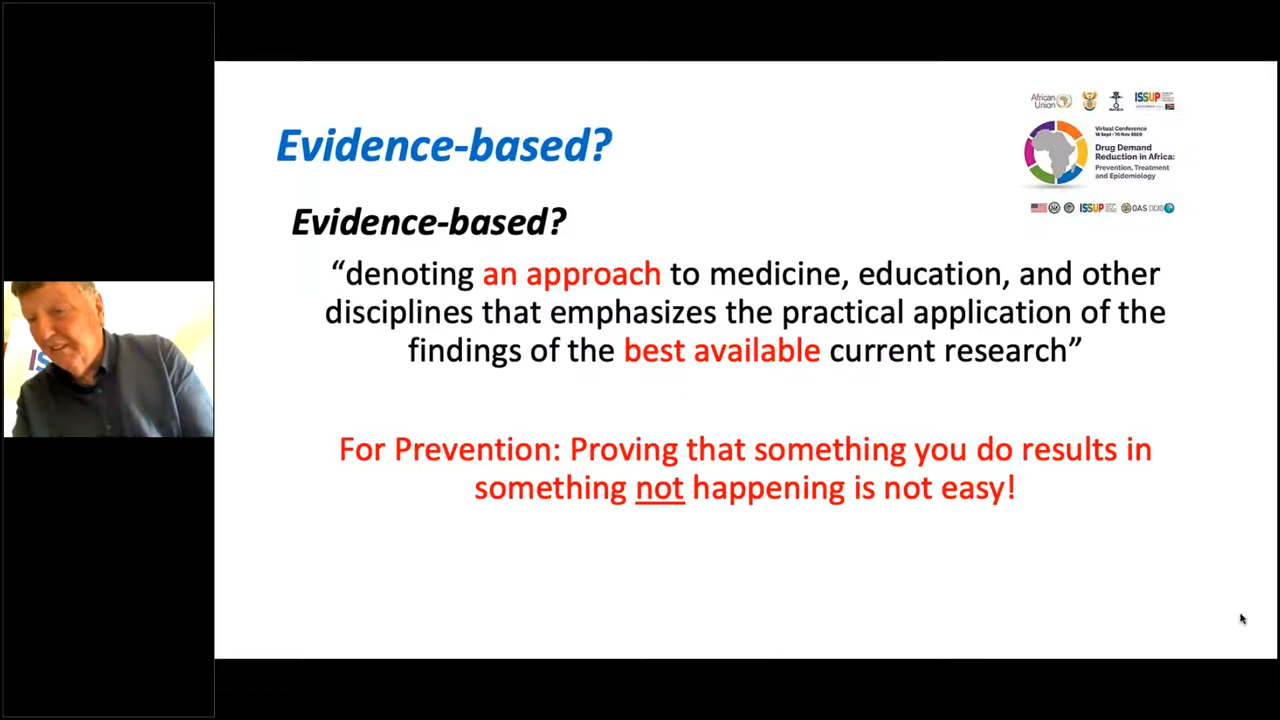 Evidence-based?
African
Union
ISSUP
Virtual Conference
Drug Demand
Reduction in Africa:
Prevention, Treatment
and Epidemiology
ISSUP
OAS
Evidence-based?
“denoting an approach to medicine, education, and other
disciplines that emphasizes the practical application of the
findings of the best available current research”
For Prevention: Proving that something you do results in
something not happening is not easy!